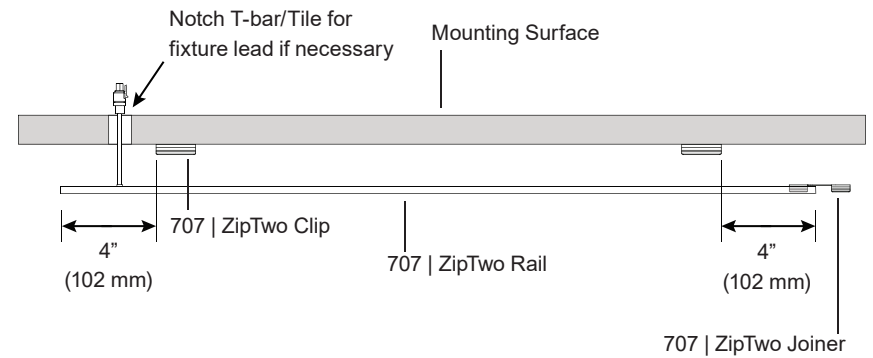 Notch T-bar/Tile for
fixture lead if necessary
Mounting Surface
707 | ZipTwo Clip
4”
(102 mm)
707 | ZipTwo Rail
4”
(102 mm)
707 | ZipTwo Joiner